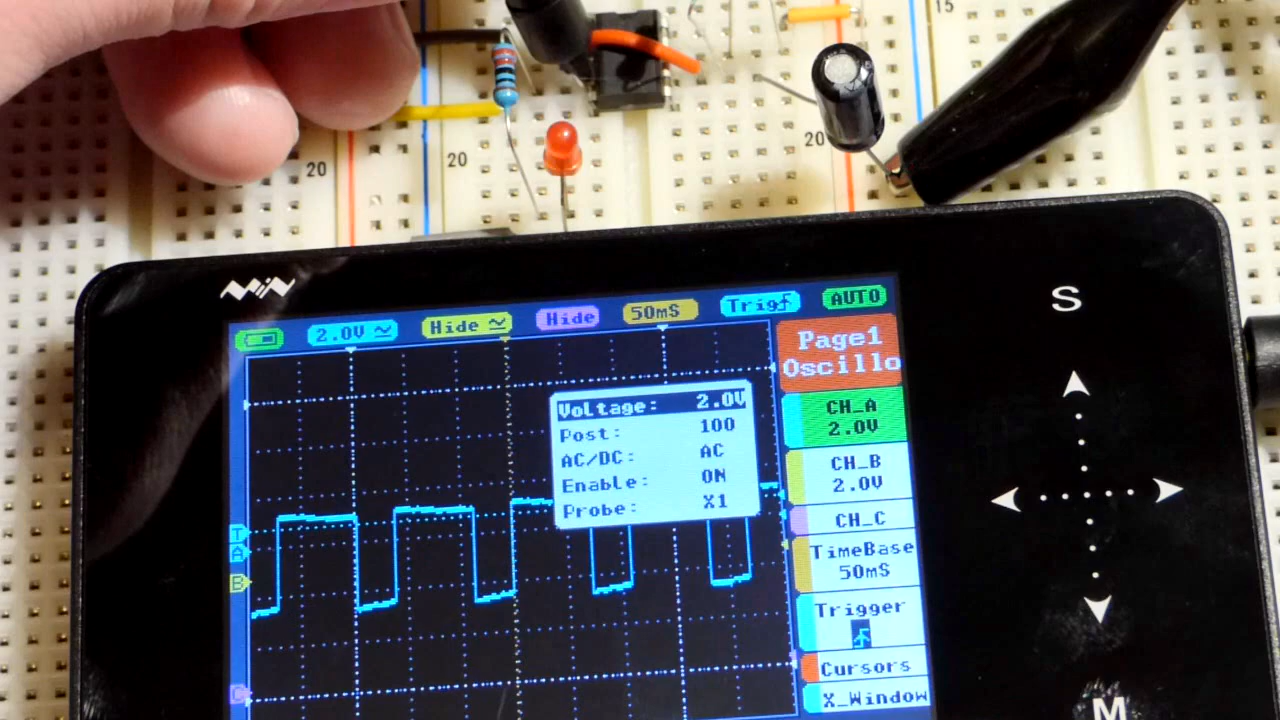 15
20
20
20
MiN
S
2.0V
Hide
Hide
50mS
Trig
AUTO
Page1
Oscillo
Voltage: 2.0V
Post: 100
AC/DC: AC
Enable: ON
Probe: X1
CH_A
2.0V
CH_B
2.0V
CH_C
TimeBase
50mS
Trigger
Cursors
X_Window
T
A
B
C
M